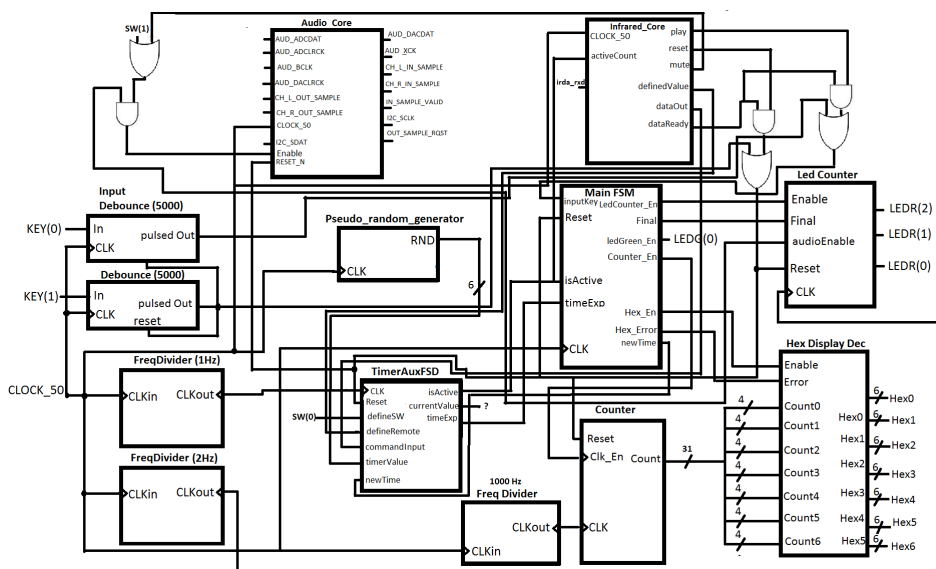 SW(1)
Audio_Core
AUD_ADCDAT
AUD_ADCLRCK
AUD_BCLK
AUD_DACLRCK
CH_L_OUT_SAMPLE
CH_R_OUT_SAMPLE
CLOCK_50
I2C_SDAT
Enable
RESET_N
AUD_DACDAT
AUD_XCK
CH_L_IN_SAMPLE
CH_R_IN_SAMPLE
IN_SAMPLE_VALID
I2C_SCLK
OUT_SAMPLE_RQST
Infrared_Core
CLOCK_50
activeCount
irda_rxd
play
reset
mute
definedValue
dataOut
dataReady
Input
Debounce (5000)
KEY(0)
In
CLK
pulsed Out
Debounce (5000)
KEY(1)
In
CLK
pulsed Out
reset
Pseudo_random_generator
RND
CLK
6
Main FSM
inputKey
Reset
isActive
timeExp
CLK
LedCounter_En
Final
ledGreen_En
LEDG(0)
Counter_En
Hex_En
Hex_Error
newTime
Led Counter
Enable
Final
audioEnable
Reset
CLK
LEDR(2)
LEDR(1)
LEDR(0)
CLOCK_50
FreqDivider (1Hz)
CLKin
CLKout
FreqDivider (2Hz)
CLKin
CLKout
TimerAuxFSD
CLK
Reset
SW(0)
defineSW
defineRemote
commandInput
timerValue
newTime
isActive
currentValue
?
timeExp
1000 Hz
Freq Divider
CLKout
CLKin
Counter
Reset
Clk_En
Count
CLK
31
Hex Display Dec
Enable
Error
4
Count0
4
Count1
4
Count2
4
Count3
4
Count4
4
Count5
4
Count6
Hex0
Hex1
Hex2
Hex3
Hex4
Hex5
6
Hex0
6
Hex1
6
Hex2
6
Hex3
6
Hex4
6
Hex5
6
Hex6